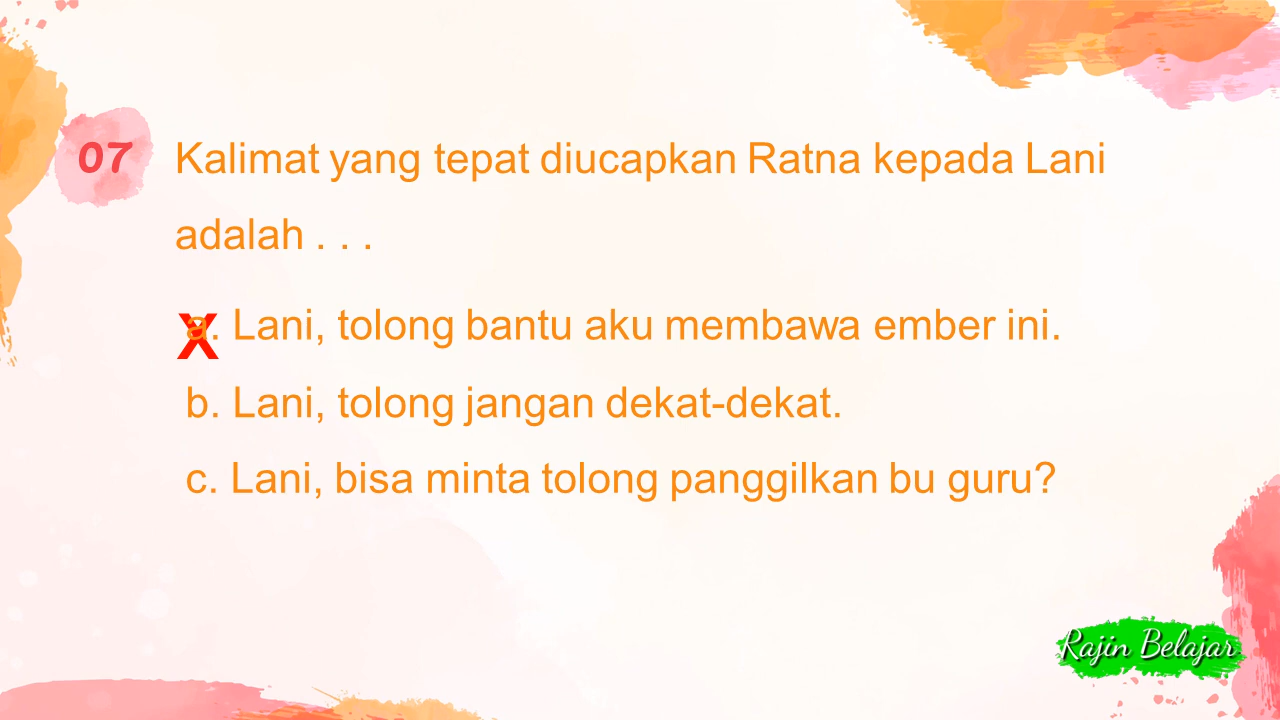 07 Kalimat yang tepat diucapkan Ratna kepada Lani
adalah . . .
a. Lani, tolong bantu aku membawa ember ini.
b. Lani, tolong jangan dekat-dekat.
c. Lani, bisa minta tolong panggilkan bu guru?
X
Rajin Belajar